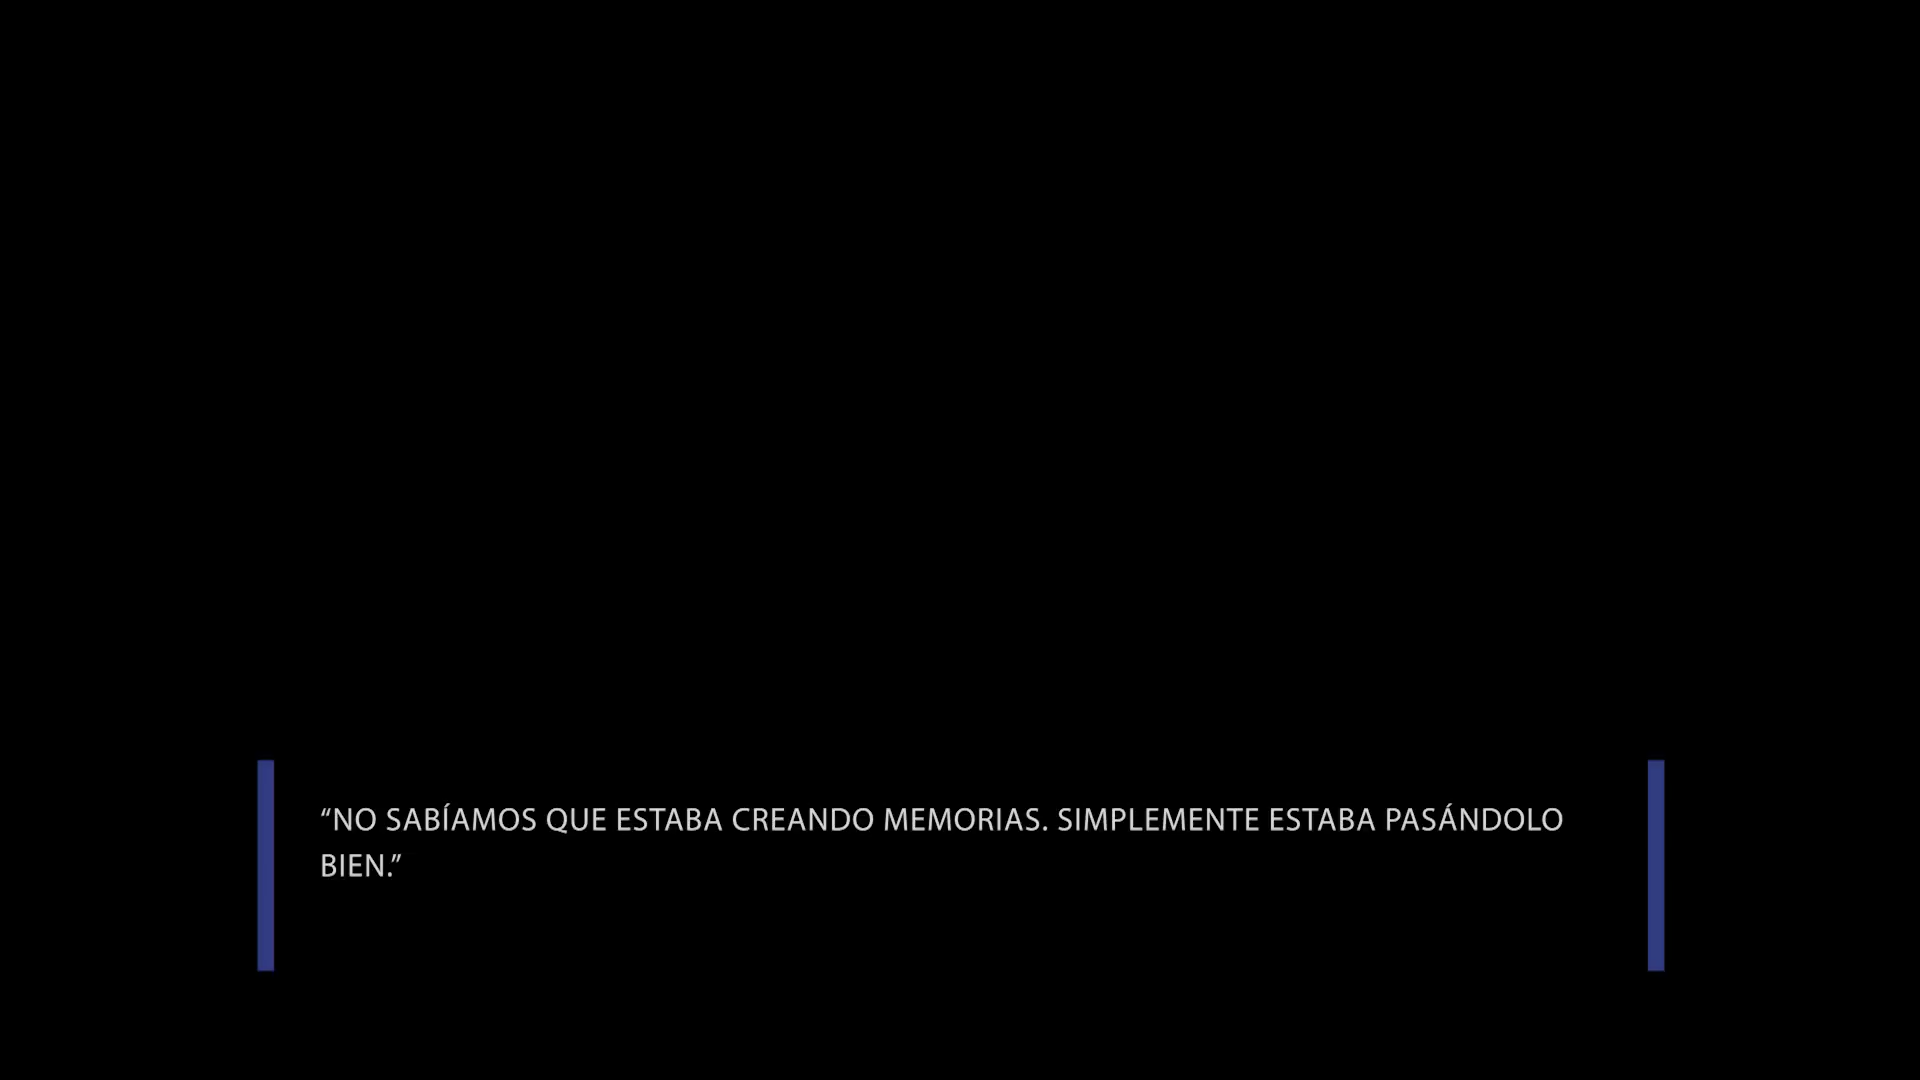 “NO SABÍAMOS QUE ESTABA CREANDO MEMORIAS. SIMPLEMENTE ESTABA PASÁNDOLO
BIEN.”